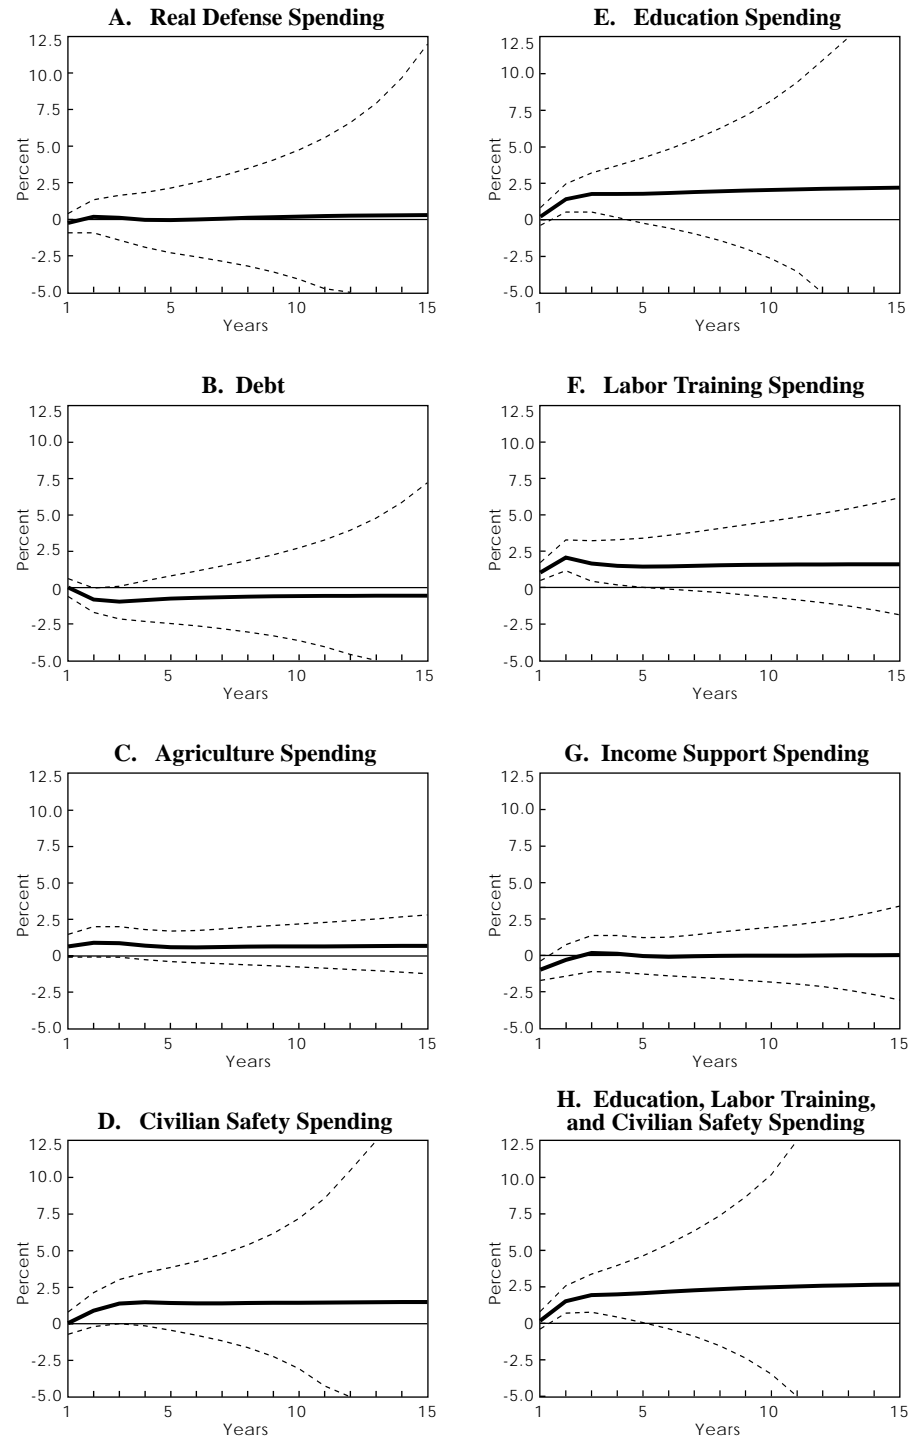 A. Real Defense Spending
12.5
10.0
7.5
5.0
2.5
0
-2.5
-5.0
Percent
1 5 10 15
Years
B. Debt
12.5
10.0
7.5
5.0
2.5
0
-2.5
-5.0
Percent
1 5 10 15
Years
C. Agriculture Spending
12.5
10.0
7.5
5.0
2.5
0
-2.5
-5.0
Percent
1 5 10 15
Years
D. Civilian Safety Spending
12.5
10.0
7.5
5.0
2.5
0
-2.5
-5.0
Percent
1 5 10 15
Years
E. Education Spending
12.5
10.0
7.5
5.0
2.5
0
-2.5
-5.0
Percent
1 5 10 15
Years
F. Labor Training Spending
12.5
10.0
7.5
5.0
2.5
0
-2.5
-5.0
Percent
1 5 10 15
Years
G. Income Support Spending
12.5
10.0
7.5
5.0
2.5
0
-2.5
-5.0
Percent
1 5 10 15
Years
H. Education, Labor Training,
and Civilian Safety Spending
12.5
10.0
7.5
5.0
2.5
0
-2.5
-5.0
Percent
1 5 10 15
Years